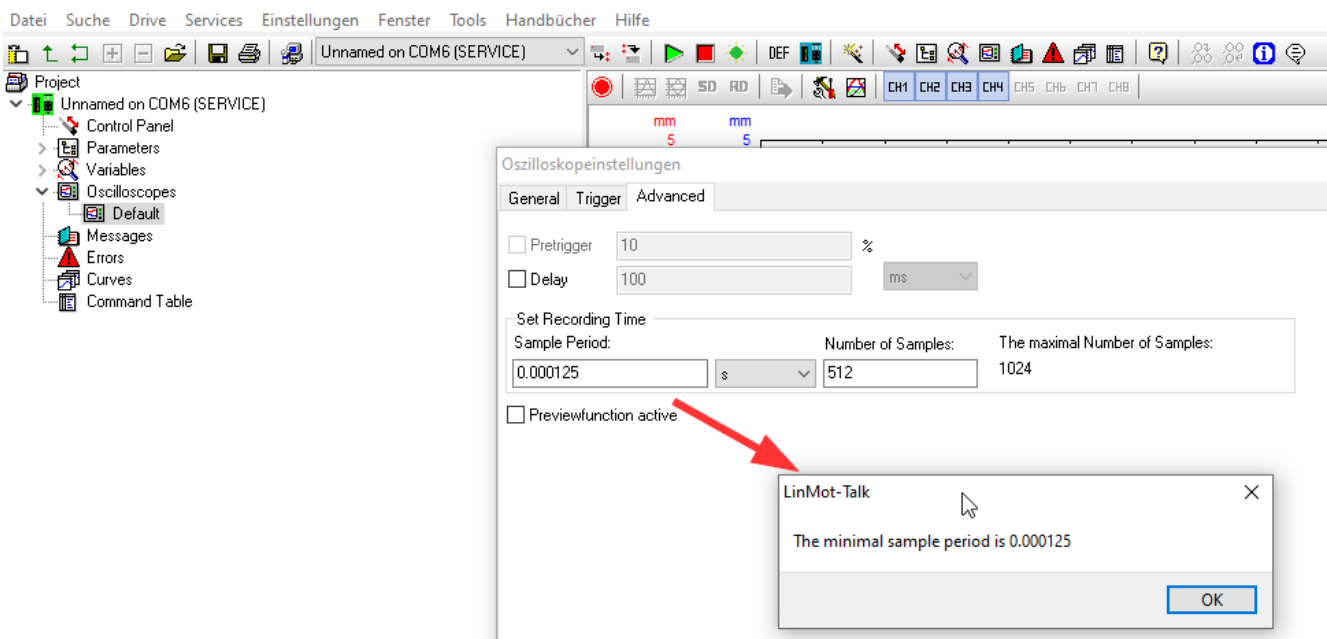 Datei Suche Drive Services Einstellungen Fenster Tools Handbücher Hilfe
Unnamed on COM6 (SERVICE) DEF
Project
Unnamed on COM6 (SERVICE)
Control Panel
Parameters
Variables
Oscilloscopes
Default
Messages
Errors
Curves
Command Table
SD RD CH1 CH2 CH3 CH4 CH5 CH6 CH7 CH8
mm mm
5 5
Oszilloskopeinstellungen
General Trigger Advanced
Pretrigger 10 %
Delay 100 ms
Set Recording Time
Sample Period: Number of Samples: The maximal Number of Samples:
0.000125 s 512 1024
Previewfunction active
LinMot-Talk
The minimal sample period is 0.000125
OK